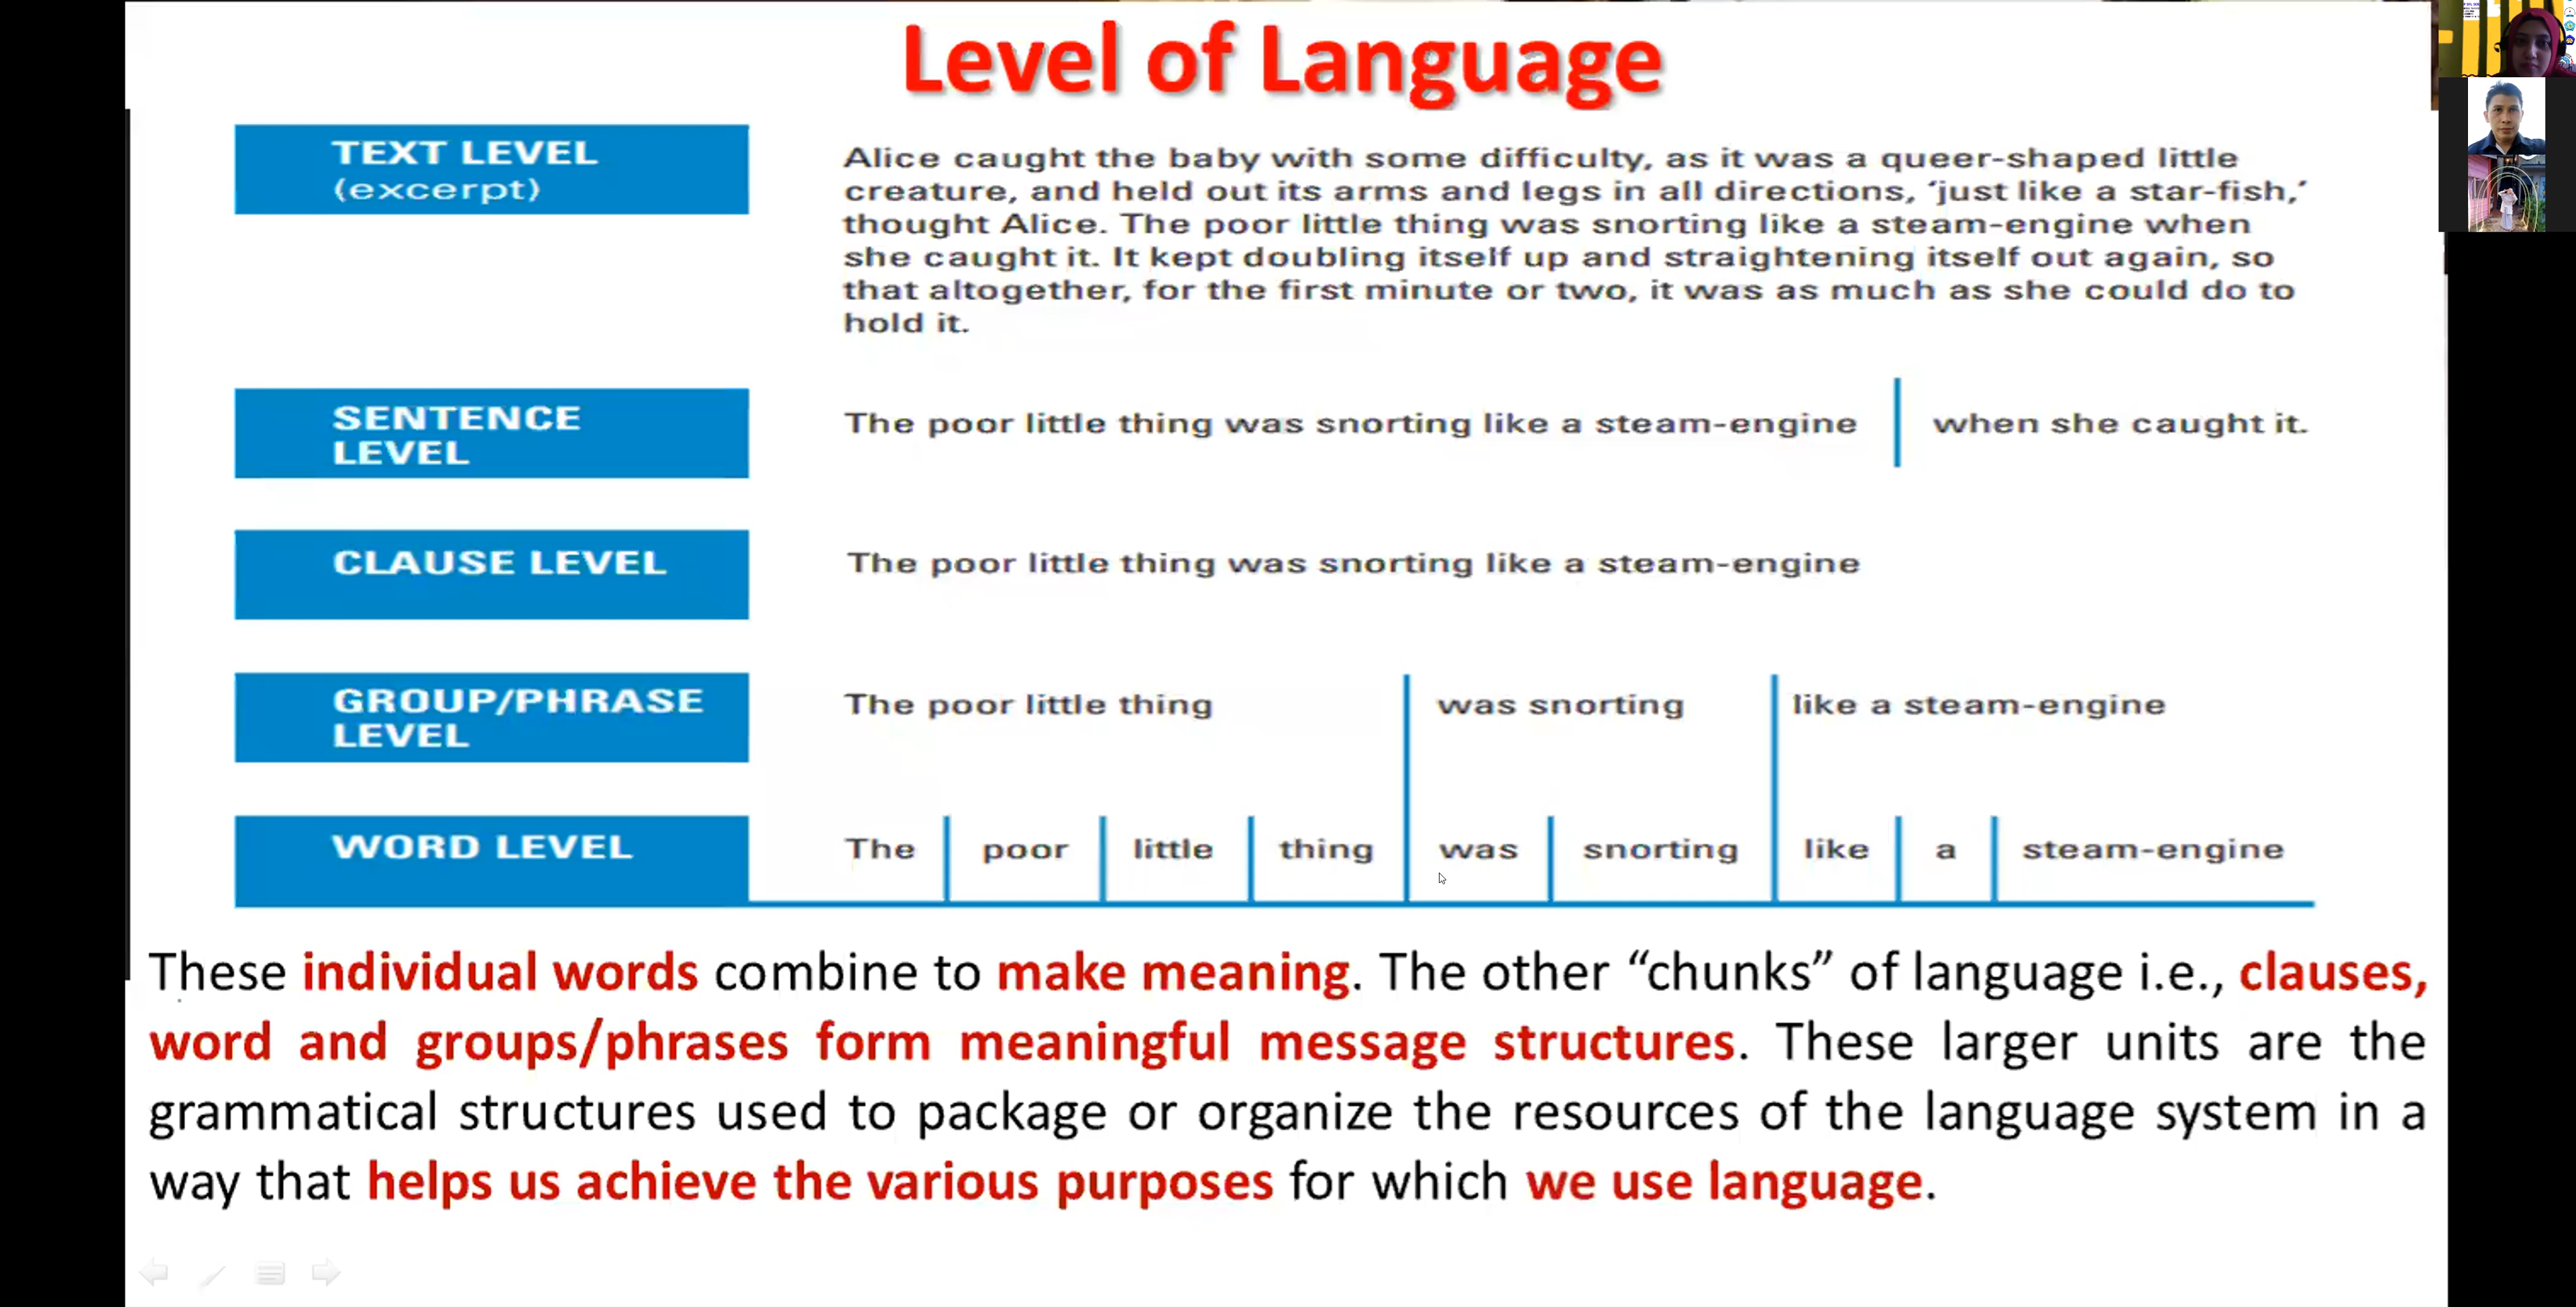 Level of Language
TEXT LEVEL
(excerpt)
Alice caught the baby with some difficulty, as it was a queer-shaped little
creature, and held out its arms and legs in all directions, ‘just like a star-fish,’
thought Alice. The poor little thing was snorting like a steam-engine when
she caught it. It kept doubling itself up and straightening itself out again, so
that altogether, for the first minute or two, it was as much as she could do to
hold it.
SENTENCE
LEVEL
The poor little thing was snorting like a steam-engine when she caught it.
CLAUSE LEVEL
The poor little thing was snorting like a steam-engine
GROUP/PHRASE
LEVEL
The poor little thing was snorting like a steam-engine
WORD LEVEL
The poor little thing was snorting like a steam-engine
These individual words combine to make meaning. The other “chunks” of language i.e., clauses,
word and groups/phrases form meaningful message structures. These larger units are the
grammatical structures used to package or organize the resources of the language system in a
way that helps us achieve the various purposes for which we use language.